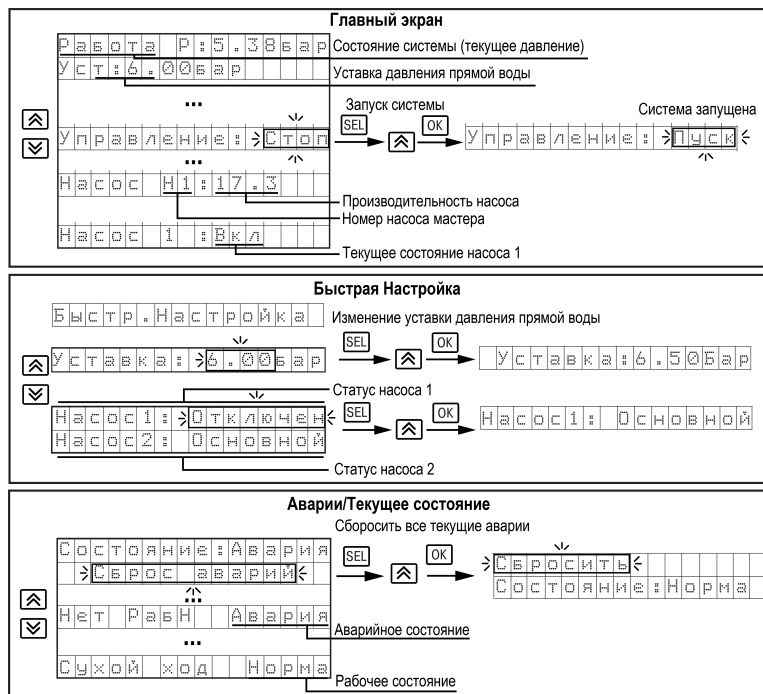 Главный экран
Работа P:5.38бар
Состояние системы (текущее давление)
Уст:6.00бар
Уставка давления прямой воды
...
Запуск системы
Система запущена
Управление: Стоп
SEL
OK
Управление: Пуск
...
Насос Н1:17.3
Производительность насоса
Номер насоса мастера
Насос 1 :Вкл
Текущее состояние насоса 1
Быстрая Настройка
Быстр.Настройка
Изменение уставки давления прямой воды
Уставка: 6.00бар
SEL
OK
Уставка:6.50Бар
Статус насоса 1
Насос1: Отключен
SEL
OK
Насос1: Основной
Насос2: Основной
Статус насоса 2
Аварии/Текущее состояние
Сборосить все текущие аварии
Состояние:Авария
SEL
OK
Сбросить
Сброс аварий
Состояние:Норма
...
Нет РабН Авария
Аварийное состояние
...
Сухой ход Норма
Рабочее состояние